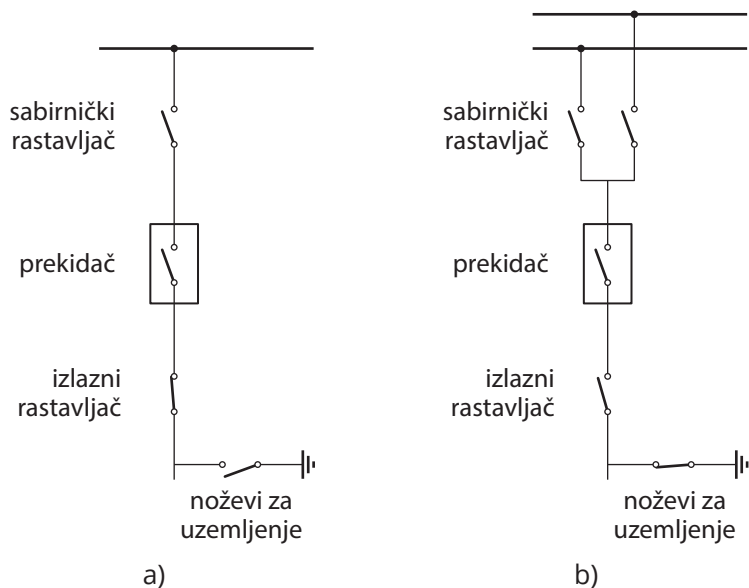 sabirnički
rastavljač
prekidač
izlazni
rastavljač
noževi za
uzemljenje
a)
sabirnički
rastavljač
prekidač
izlazni
rastavljač
noževi za
uzemljenje
b)